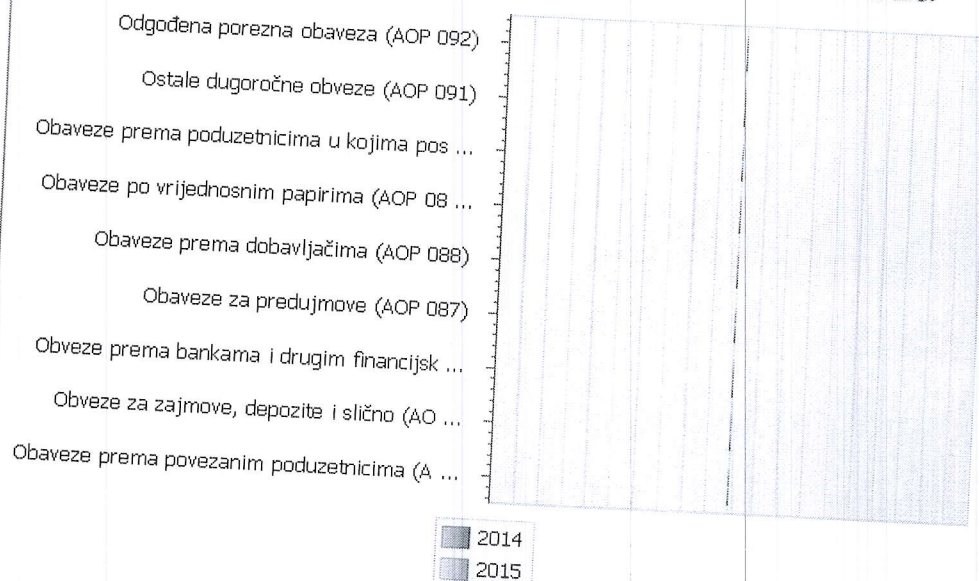 Odgođena porezna obaveza (AOP 092)
Ostale dugoročne obveze (AOP 091)
Obaveze prema poduzetnicima u kojima pos ...
Obaveze po vrijednosnim papirima (AOP 08 ...
Obaveze prema dobavljačima (AOP 088)
Obaveze za predujmove (AOP 087)
Obveze prema bankama i drugim financijsk ...
Obveze za zajmove, depozite i slično (AO ...
Obaveze prema povezanim poduzetnicima (A ...
2014
2015